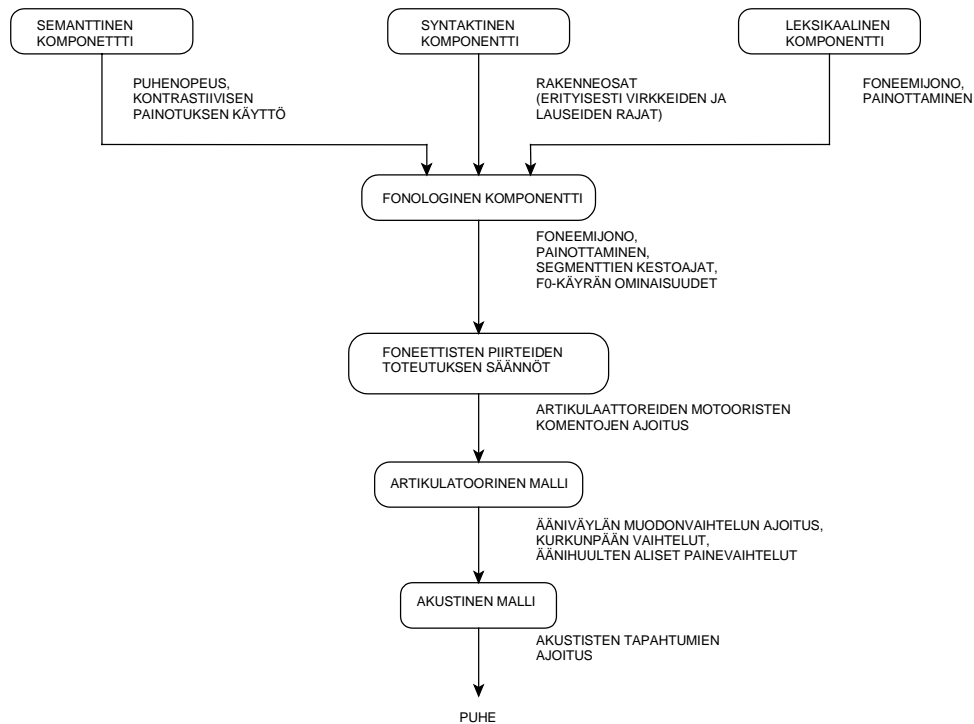 SEMANTTINEN
KOMPONETTTI
SYNTAKTINEN
KOMPONENTTI
LEKSIKAALINEN
KOMPONENTTI
PUHENOPEUS,
KONTRASTIIVISEN
PAINOTUKSEN KÄYTTÖ
RAKENNEOSAT
(ERITYISESTI VIRKKEIDEN JA
LAUSEIDEN RAJAT)
FONEEMIJONO,
PAINOTTAMINEN
FONOLOGINEN KOMPONENTTI
FONEEMIJONO,
PAINOTTAMINEN,
SEGMENTTIEN KESTOAJAT,
F0-KÄYRÄN OMINAISUUDET
FONEETTISTEN PIIRTEIDEN
TOTEUTUKSEN SÄÄNNÖT
ARTIKULAATTOREIDEN MOTOORISTEN
KOMENTOJEN AJOITUS
ARTIKULATOORINEN MALLI
ÄÄNIVÄYLÄN MUODONVAIHTELUN AJOITUS,
KURKUNPÄÄN VAIHTELUT,
ÄÄNIHUULTEN ALISET PAINEVAIHTELUT
AKUSTINEN MALLI
AKUSTISTEN TAPAHTUMIEN
AJOITUS
PUHE